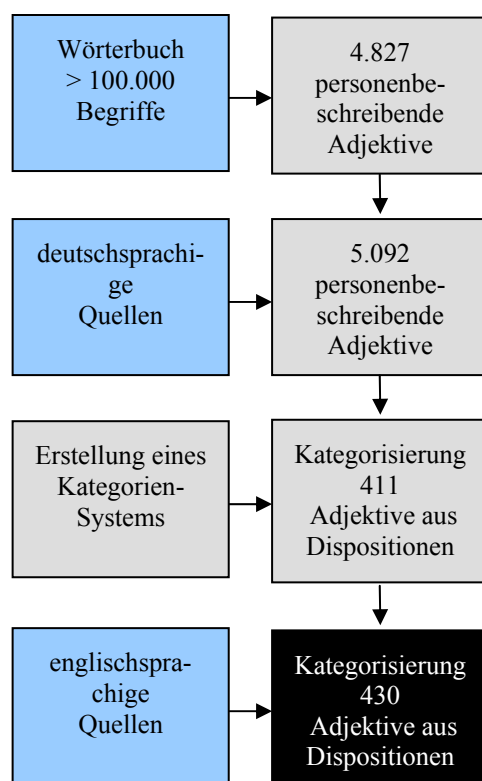 Wörterbuch
> 100.000
Begriffe
4.827
personenbe-
schreibende
Adjektive
deutschsprachi-
ge
Quellen
5.092
personenbe-
schreibende
Adjektive
Erstellung eines
Kategorien-
Systems
Kategorisierung
411
Adjektive aus
Dispositionen
englischspra-
chige
Quellen
Kategorisierung
430
Adjektive aus
Dispositionen